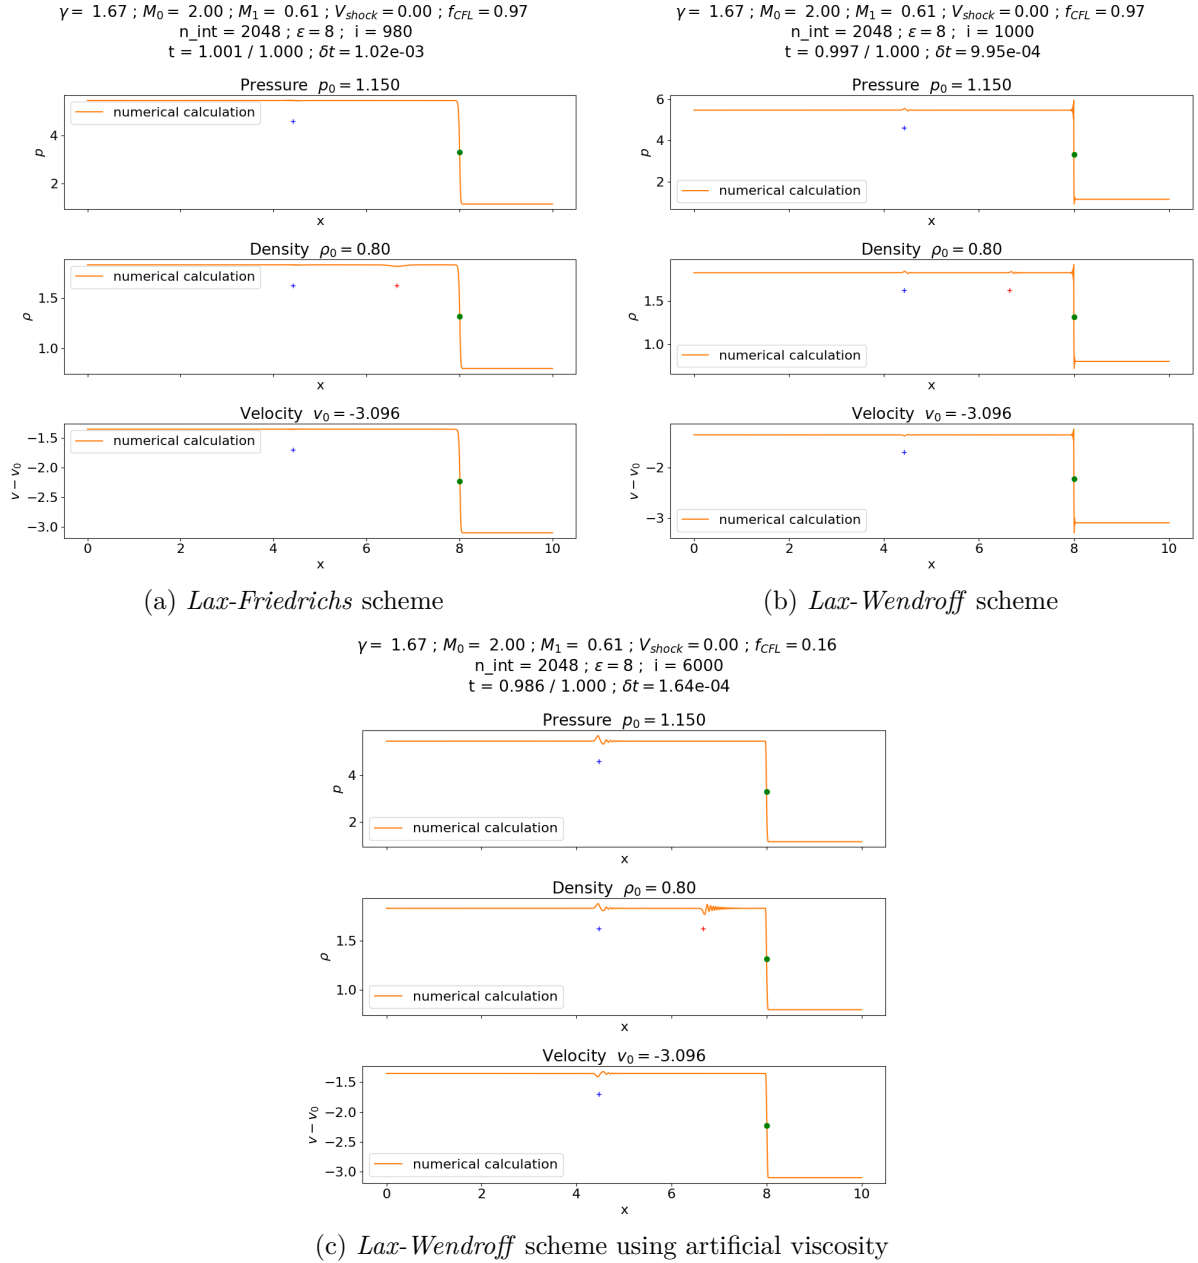 γ = 1.67 ; M₀ = 2.00 ; M₁ = 0.61 ; V_shock = 0.00 ; f_CFL = 0.97
n_int = 2048 ; ε = 8 ; i = 980
t = 1.001 / 1.000 ; δt = 1.02e-03
Pressure p₀ = 1.150
numerical calculation
4
2
p
x
Density ρ₀ = 0.80
numerical calculation
1.5
1.0
ρ
x
Velocity v₀ = -3.096
numerical calculation
−1.5
−2.0
−2.5
−3.0
v − v₀
0 2 4 6 8 10
x
(a) Lax-Friedrichs scheme
γ = 1.67 ; M₀ = 2.00 ; M₁ = 0.61 ; V_shock = 0.00 ; f_CFL = 0.97
n_int = 2048 ; ε = 8 ; i = 1000
t = 0.997 / 1.000 ; δt = 9.95e-04
Pressure p₀ = 1.150
6
4
2
p
numerical calculation
x
Density ρ₀ = 0.80
1.5
1.0
ρ
numerical calculation
x
Velocity v₀ = -3.096
−2
−3
v − v₀
numerical calculation
0 2 4 6 8 10
x
(b) Lax-Wendroff scheme
γ = 1.67 ; M₀ = 2.00 ; M₁ = 0.61 ; V_shock = 0.00 ; f_CFL = 0.16
n_int = 2048 ; ε = 8 ; i = 6000
t = 0.986 / 1.000 ; δt = 1.64e-04
Pressure p₀ = 1.150
4
2
p
numerical calculation
x
Density ρ₀ = 0.80
1.5
1.0
ρ
numerical calculation
x
Velocity v₀ = -3.096
−1.5
−2.0
−2.5
−3.0
v − v₀
numerical calculation
0 2 4 6 8 10
x
(c) Lax-Wendroff scheme using artificial viscosity